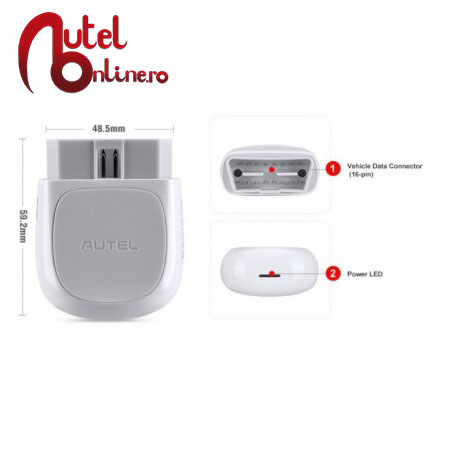 Autel
Online.ro
48.5mm
59.2mm
AUTEL
1
Vehicle Data Connector
(16-pin)
2
Power LED